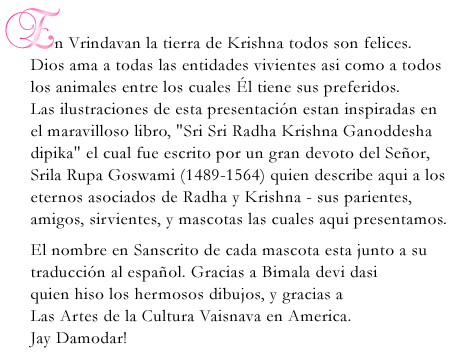 En Vrindavan la tierra de Krishna todos son felices.
Dios ama a todas las entidades vivientes asi como a todos
los animales entre los cuales Él tiene sus preferidos.
Las ilustraciones de esta presentación estan inspiradas en
el maravilloso libro, "Sri Sri Radha Krishna Ganoddesha
dipika" el cual fue escrito por un gran devoto del Señor,
Srila Rupa Goswami (1489-1564) quien describe aqui a los
eternos asociados de Radha y Krishna - sus parientes,
amigos, sirvientes, y mascotas las cuales aqui presentamos.
El nombre en Sanscrito de cada mascota esta junto a su
traducción al español. Gracias a Bimala devi dasi
quien hiso los hermosos dibujos, y gracias a
Las Artes de la Cultura Vaisnava en America.
Jay Damodar!